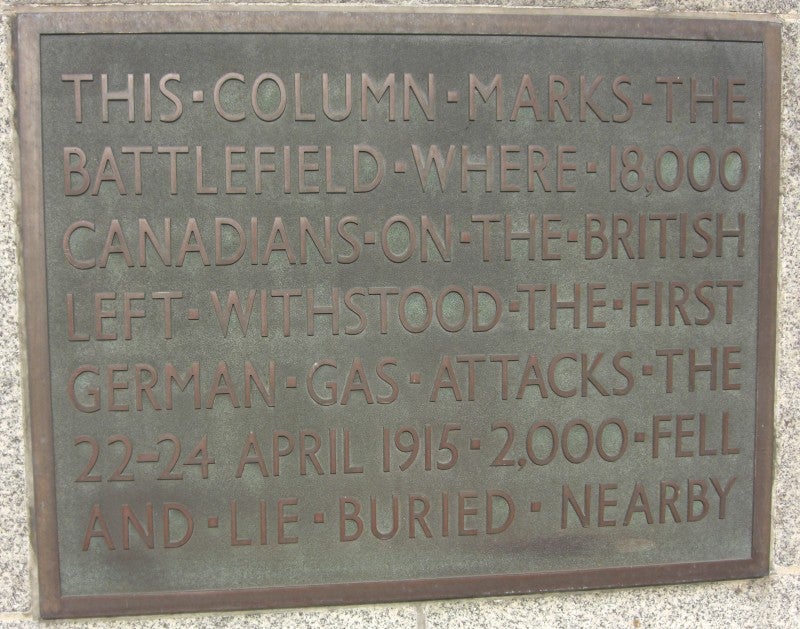 THIS·COLUMN·MARKS·THE
BATTLEFIELD·WHERE·18,000
CANADIANS·ON·THE·BRITISH
LEFT·WITHSTOOD·THE·FIRST
GERMAN·GAS·ATTACKS·THE
22-24 APRIL 1915·2,000·FELL
AND·LIE·BURIED·NEARBY